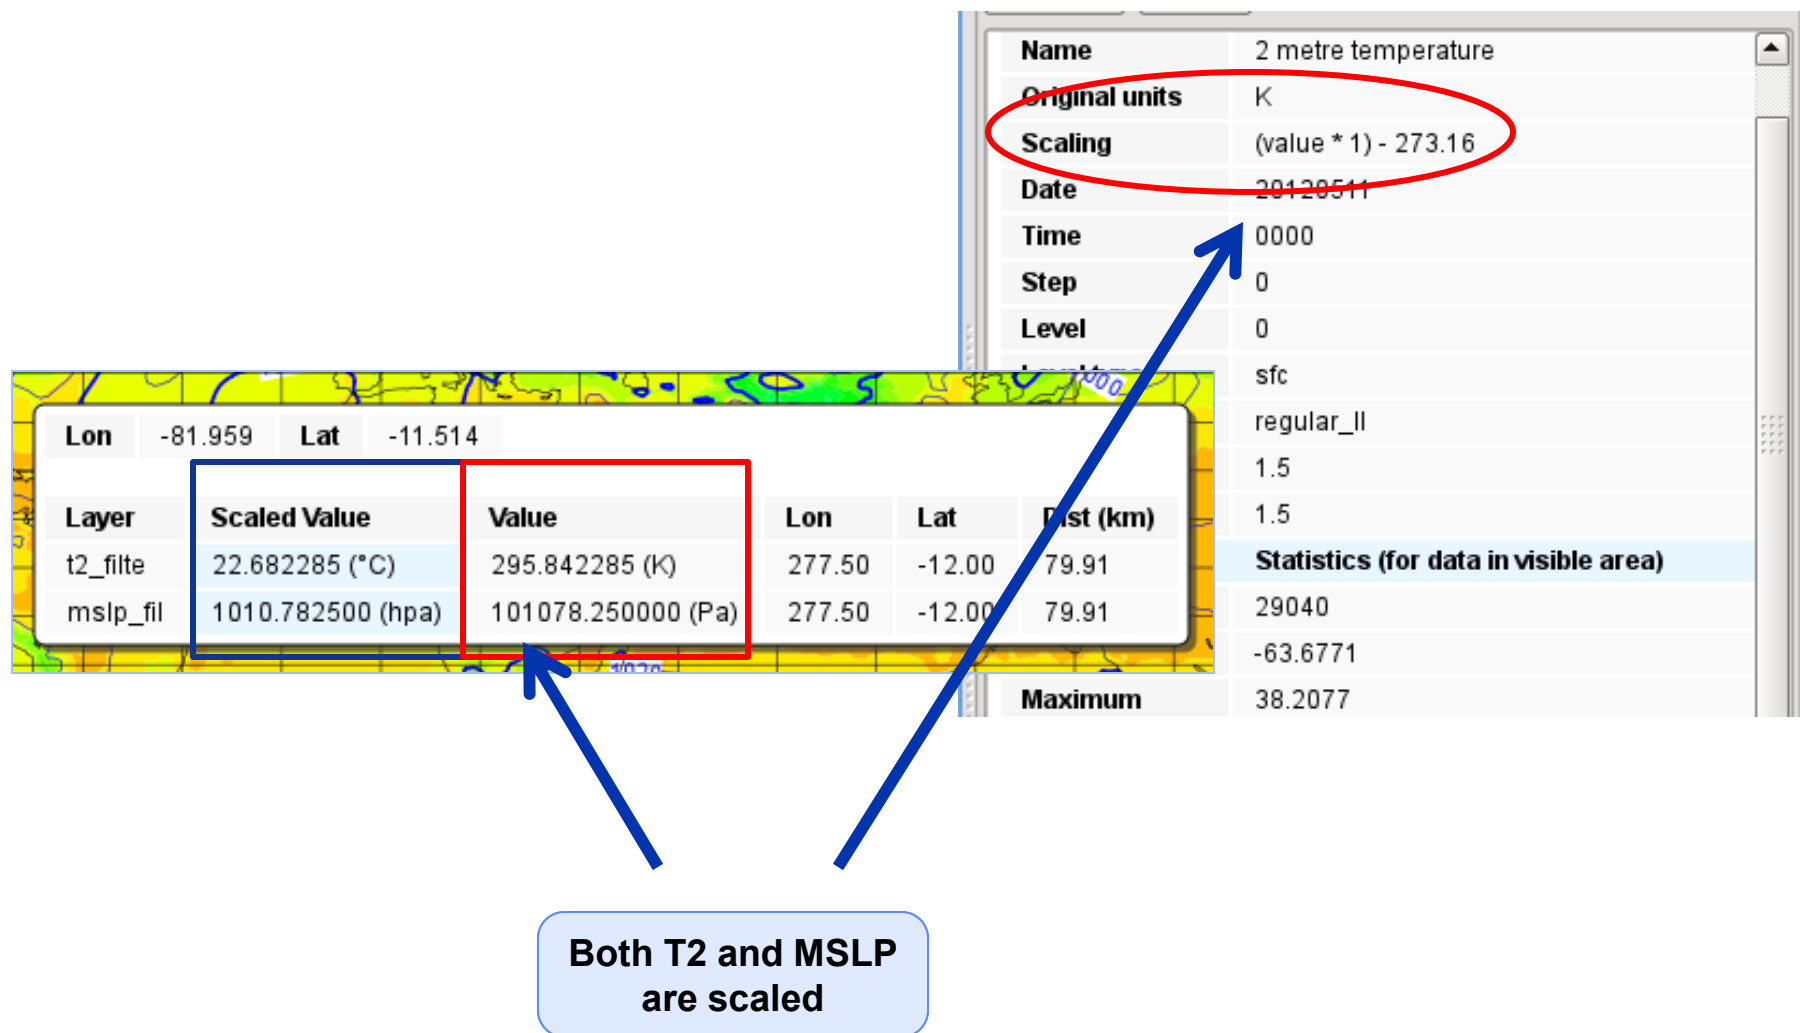 Name 2 metre temperature
Original units K
Scaling (value * 1) - 273.16
Date 20120511
Time 0000
Step 0
Level 0
sfc
regular_ll
1.5
1.5
Statistics (for data in visible area)
29040
-63.6771
Maximum 38.2077
Lon -81.959 Lat -11.514
Layer Scaled Value Value Lon Lat Dist (km)
t2_filte 22.682285 (°C) 295.842285 (K) 277.50 -12.00 79.91
mslp_fil 1010.782500 (hpa) 101078.250000 (Pa) 277.50 -12.00 79.91
Both T2 and MSLP
are scaled